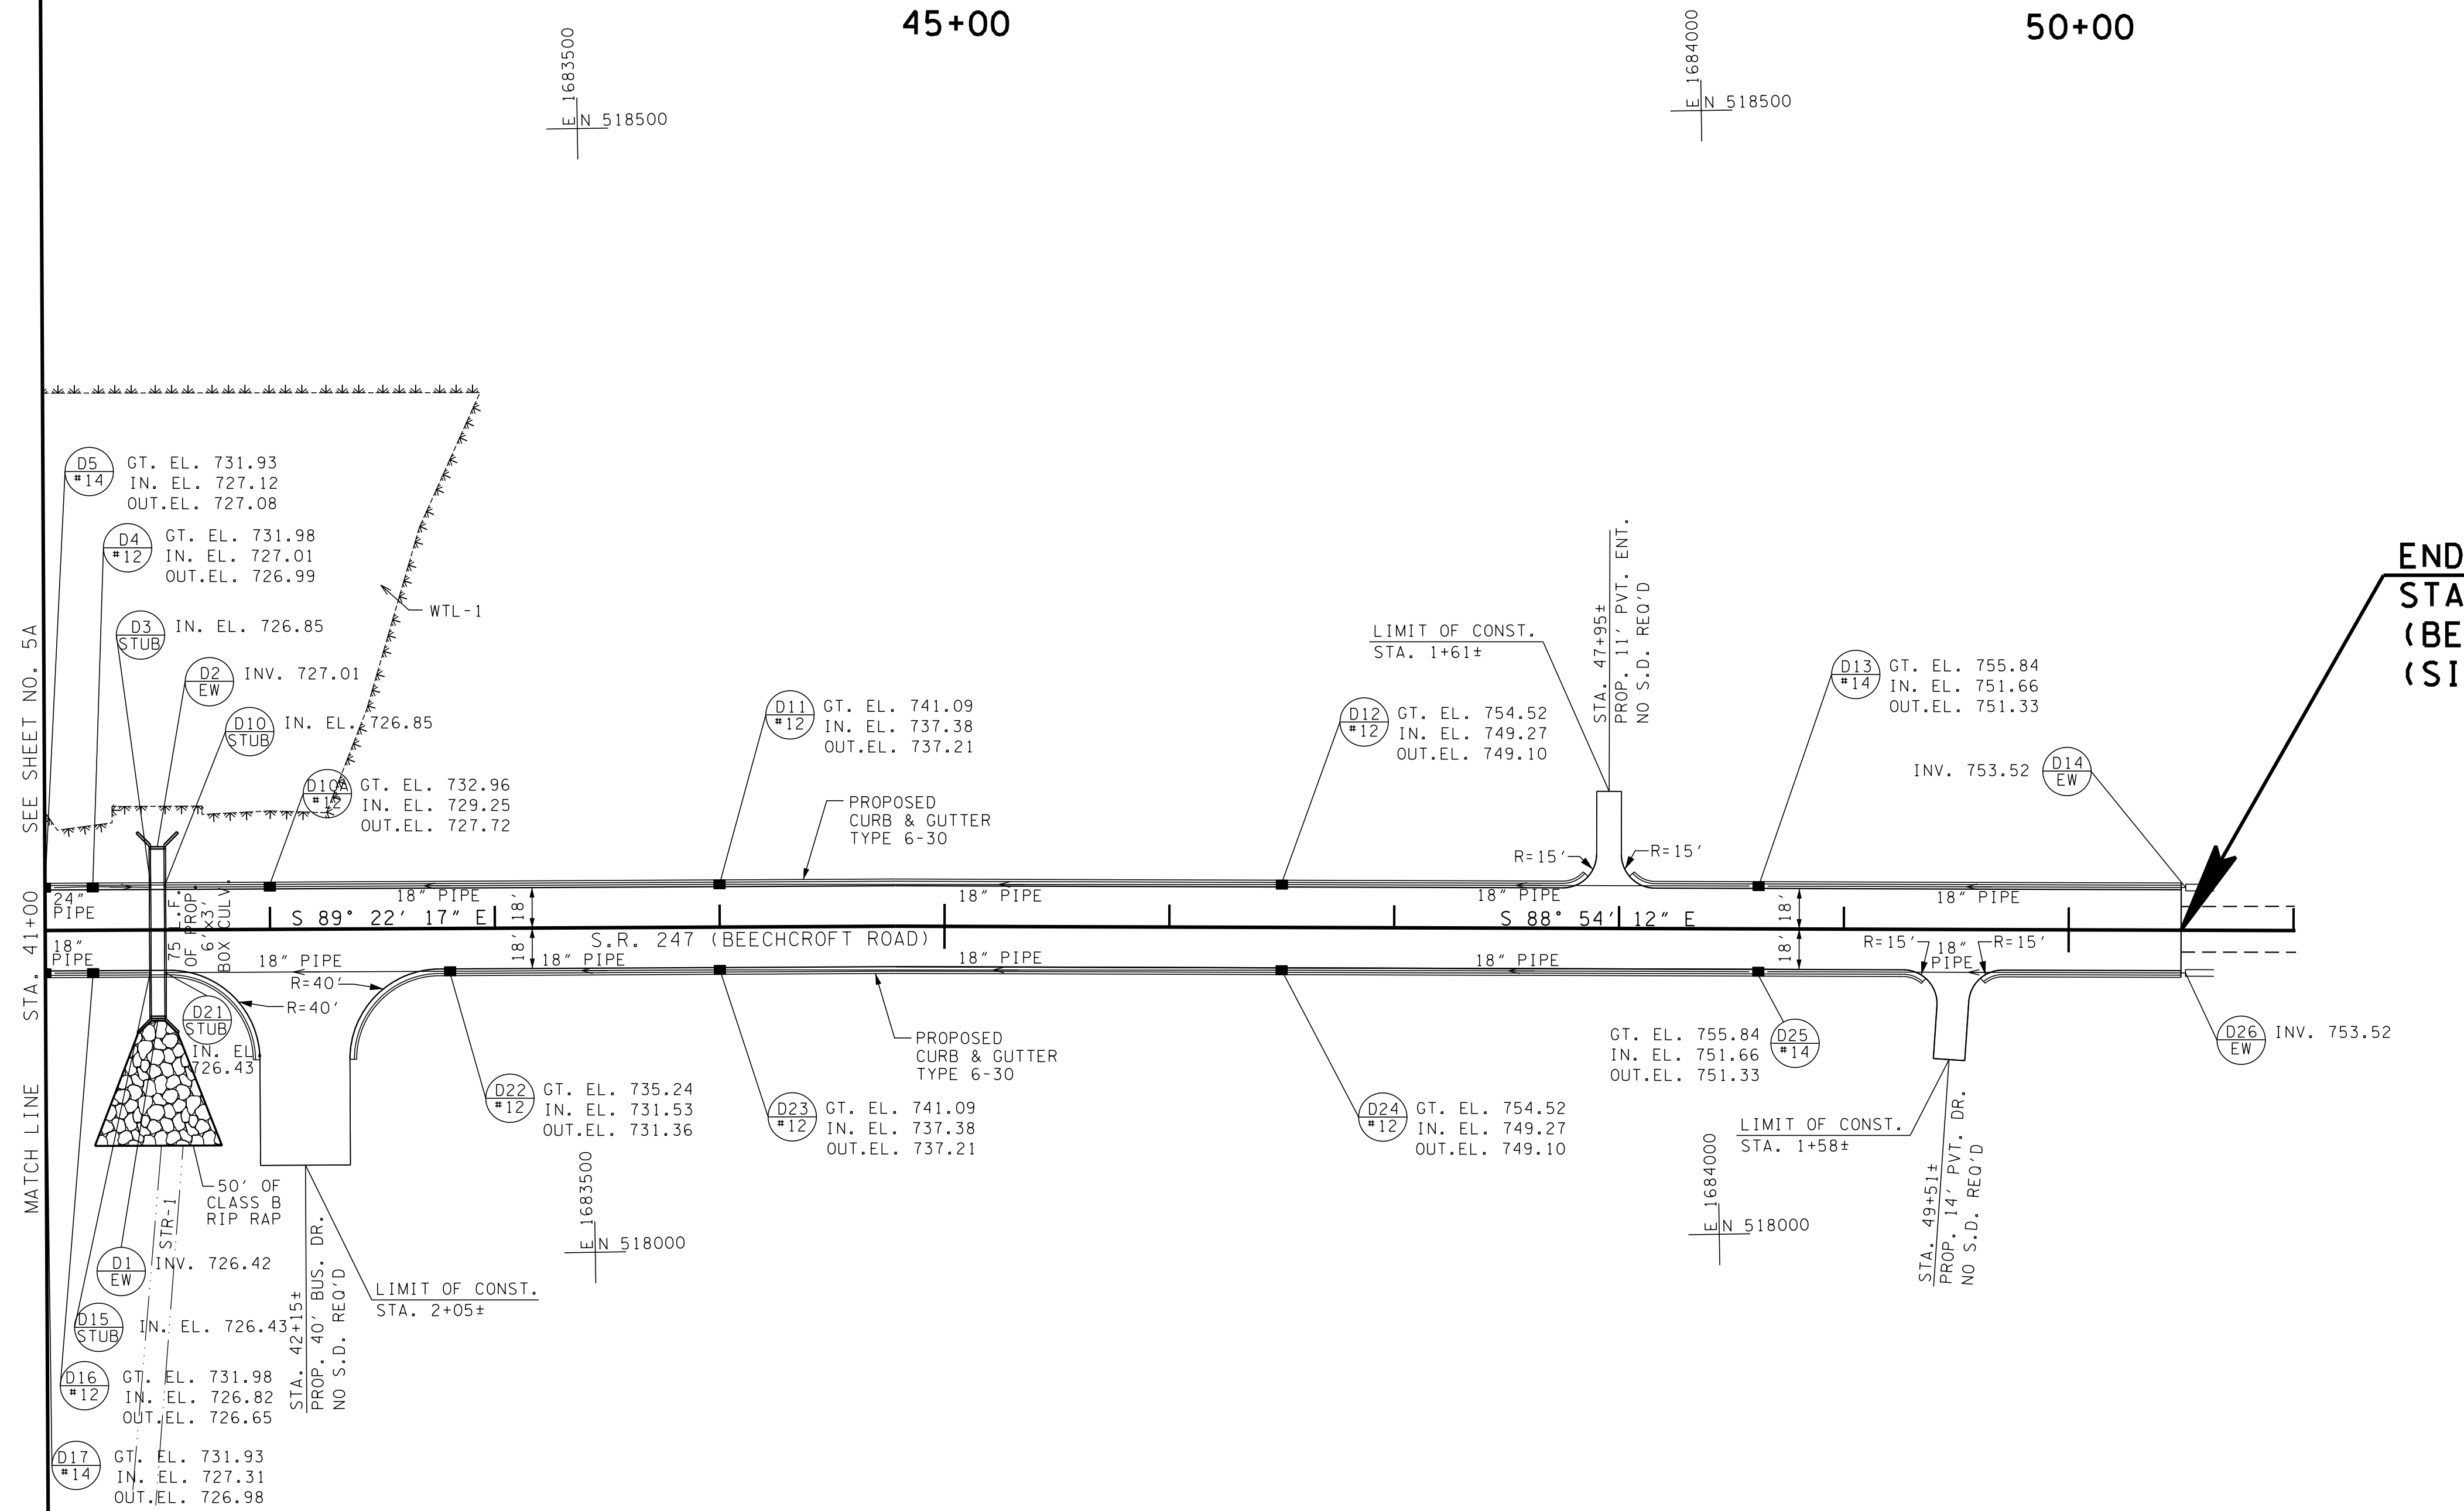 45+00
50+00
E 1683500
N 518500
E 1684000
N 518500
D5
#14
GT. EL. 731.93
IN. EL. 727.12
OUT.EL. 727.08
D4
#12
GT. EL. 731.98
IN. EL. 727.01
OUT.EL. 726.99
D3
STUB
IN. EL. 726.85
D2
EW
INV. 727.01
D10
STUB
IN. EL. 726.85
D10A
#12
GT. EL. 732.96
IN. EL. 729.25
OUT.EL. 727.72
WTL-1
D11
#12
GT. EL. 741.09
IN. EL. 737.38
OUT.EL. 737.21
PROPOSED
CURB & GUTTER
TYPE 6-30
D12
#12
GT. EL. 754.52
IN. EL. 749.27
OUT.EL. 749.10
LIMIT OF CONST.
STA. 1+61±
STA. 47+95±
PROP. 11' PVT. ENT.
NO S.D. REQ'D
R=15'
R=15'
D13
#14
GT. EL. 755.84
IN. EL. 751.66
OUT.EL. 751.33
INV. 753.52
D14
EW
END
STA
(BE
(SI
MATCH LINE STA. 41+00 SEE SHEET NO. 5A
24" PIPE
18" PIPE
18" PIPE
18" PIPE
18" PIPE
75 L.F.
OF PROP.
6'X3'
BOX CULV.
S 89° 22' 17" E
18'
18'
S.R. 247 (BEECHCROFT ROAD)
S 88° 54' 12" E
18'
18'
18"
PIPE
18" PIPE
18" PIPE
18" PIPE
18" PIPE
R=15'
18"
PIPE
R=15'
R=40'
R=40'
D21
STUB
IN. EL.
726.43
PROPOSED
CURB & GUTTER
TYPE 6-30
D22
#12
GT. EL. 735.24
IN. EL. 731.53
OUT.EL. 731.36
D23
#12
GT. EL. 741.09
IN. EL. 737.38
OUT.EL. 737.21
D24
#12
GT. EL. 754.52
IN. EL. 749.27
OUT.EL. 749.10
GT. EL. 755.84
IN. EL. 751.66
OUT.EL. 751.33
D25
#14
D26
EW
INV. 753.52
LIMIT OF CONST.
STA. 1+58±
STA. 49+51±
PROP. 14' PVT. DR.
NO S.D. REQ'D
50' OF
CLASS B
RIP RAP
STR-1
E 1683500
N 518000
E 1684000
N 518000
D1
EW
INV. 726.42
LIMIT OF CONST.
STA. 2+05±
STA. 42+15±
PROP. 40' BUS. DR.
NO S.D. REQ'D
D15
STUB
IN. EL. 726.43
D16
#12
GT. EL. 731.98
IN. EL. 726.82
OUT.EL. 726.65
D17
#14
GT. EL. 731.93
IN. EL. 727.31
OUT.EL. 726.98